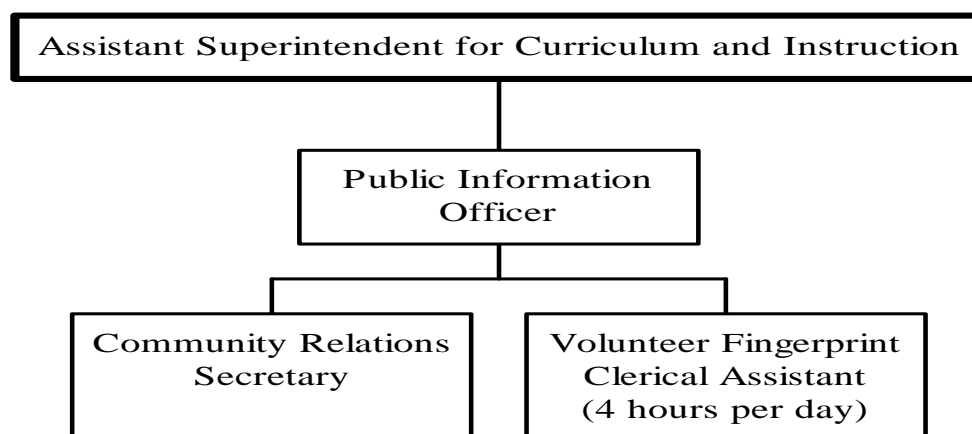 Assistant Superintendent for Curriculum and Instruction
Public Information
Officer
Community Relations
Secretary
Volunteer Fingerprint
Clerical Assistant
(4 hours per day)